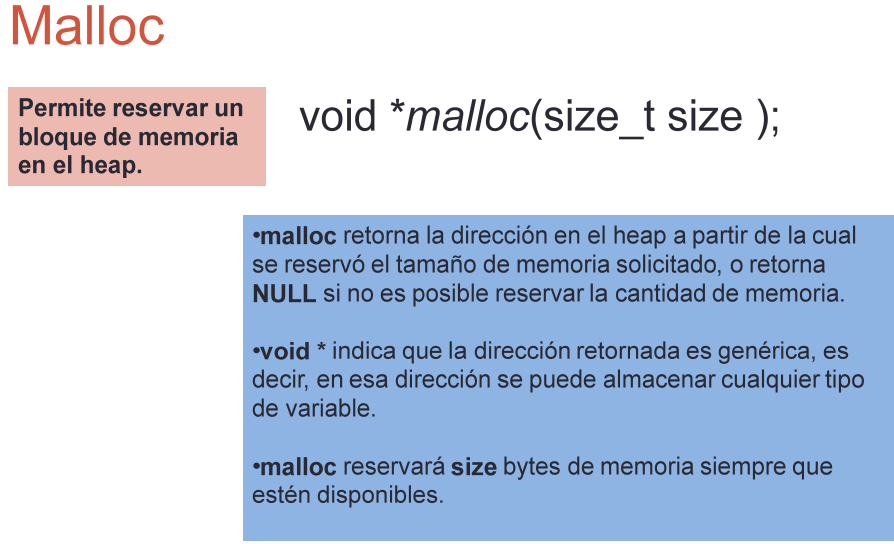 Malloc
Permite reservar un
bloque de memoria
en el heap.
void *malloc(size_t size );
•malloc retorna la dirección en el heap a partir de la cual
se reservó el tamaño de memoria solicitado, o retorna
NULL si no es posible reservar la cantidad de memoria.
•void * indica que la dirección retornada es genérica, es
decir, en esa dirección se puede almacenar cualquier tipo
de variable.
•malloc reservará size bytes de memoria siempre que
estén disponibles.